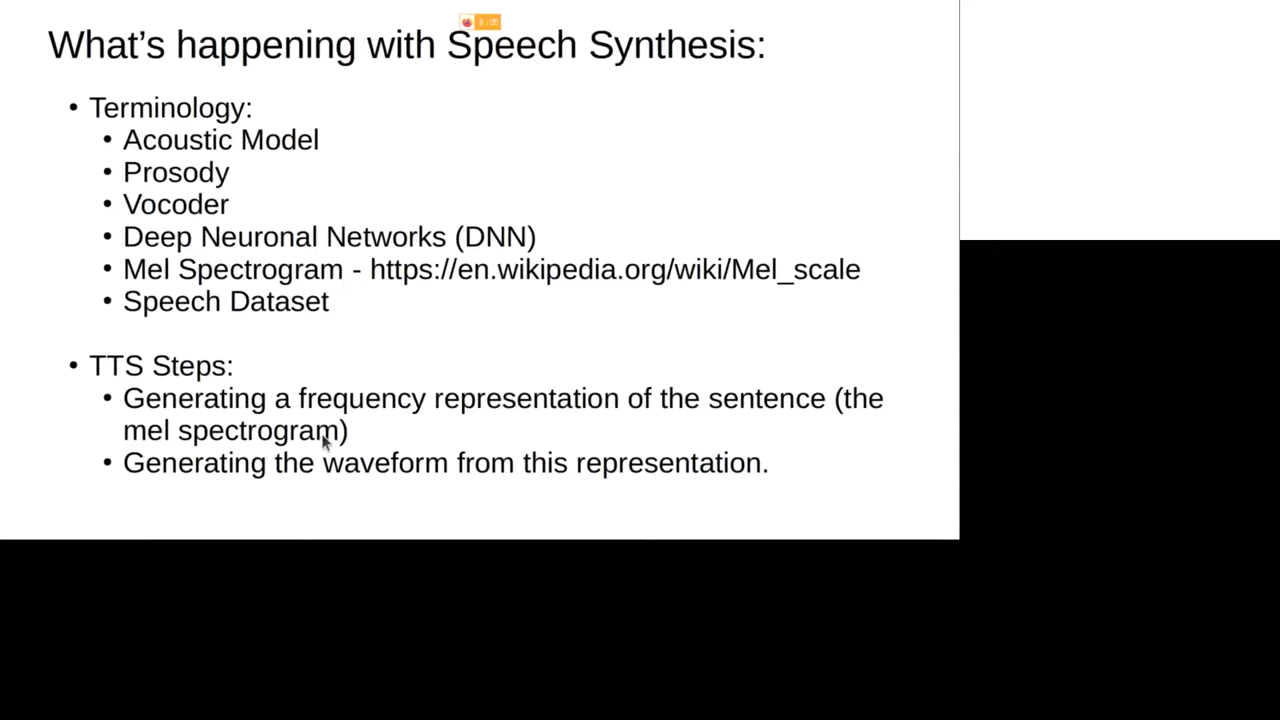 What’s happening with Speech Synthesis:
• Terminology:
• Acoustic Model
• Prosody
• Vocoder
• Deep Neuronal Networks (DNN)
• Mel Spectrogram - https://en.wikipedia.org/wiki/Mel_scale
• Speech Dataset
• TTS Steps:
• Generating a frequency representation of the sentence (the
mel spectrogram)
• Generating the waveform from this representation.